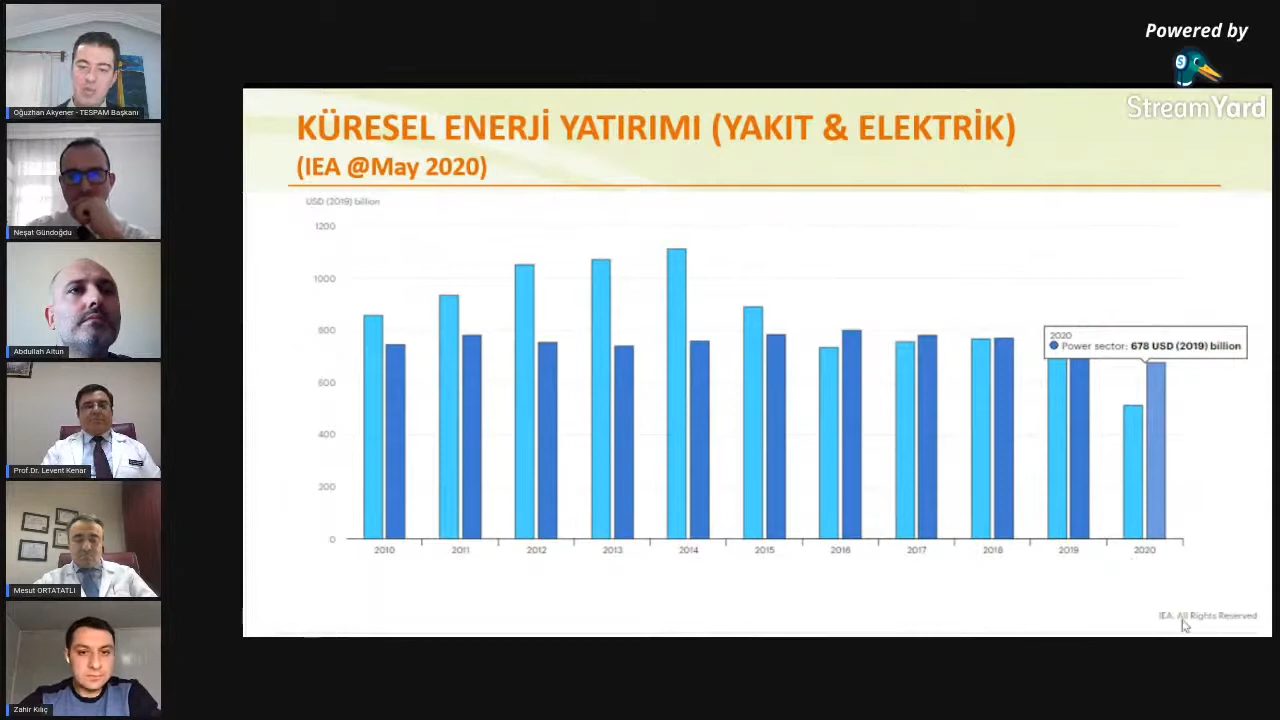 Powered by
StreamYard
Oğuzhan Akyener - TESPAM Başkanı
Neşat Gündoğdu
Abdullah Altun
Prof.Dr. Levent Kenar
Mesut ORTATATLI
Zahir Kılıç
KÜRESEL ENERJİ YATIRIMI (YAKIT & ELEKTRİK)
(IEA @May 2020)
USD (2019) billion
1200
1000
800
600
400
200
0
2020
Power sector: 678 USD (2019) billion
2010 2011 2012 2013 2014 2015 2016 2017 2018 2019 2020
IEA. All Rights Reserved